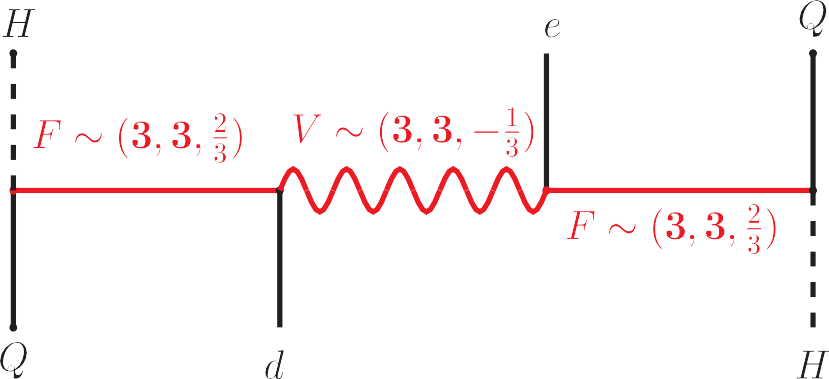 H
e
Q
F ∼ (3, 3, 2/3)
V ∼ (3, 3, −1/3)
F ∼ (3, 3, 2/3)
Q
d
H